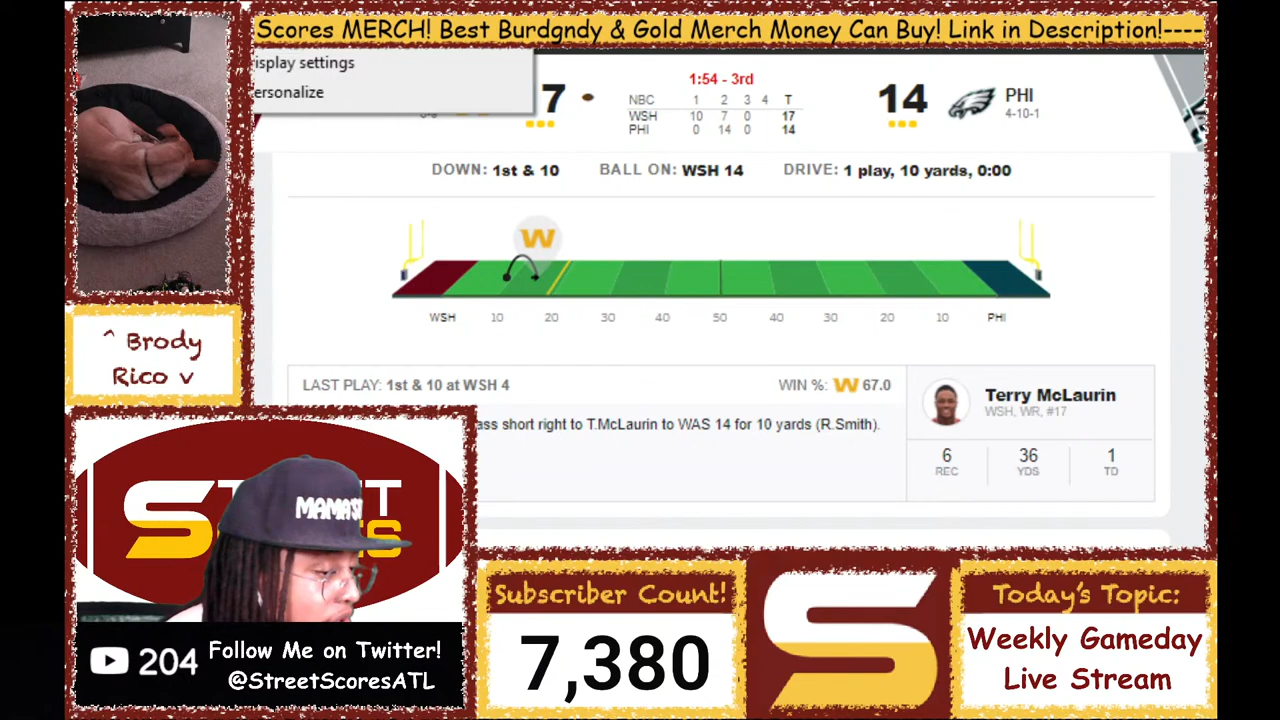 Scores MERCH! Best Burdgndy & Gold Merch Money Can Buy! Link in Description!----
isplay settings
ersonalize
7
1:54 - 3rd
NBC 1 2 3 4 T
WSH 10 7 0 17
PHI 0 14 0 14
14
PHI
4-10-1
DOWN: 1st & 10
BALL ON: WSH 14
DRIVE: 1 play, 10 yards, 0:00
W
WSH 10 20 30 40 50 40 30 20 10 PHI
LAST PLAY: 1st & 10 at WSH 4
WIN %: W 67.0
ass short right to T.McLaurin to WAS 14 for 10 yards (R.Smith).
Terry McLaurin
WSH, WR, #17
6 36 1
REC YDS TD
^ Brody
Rico v
MAMA'S
204
Follow Me on Twitter!
@StreetScoresATL
Subscriber Count!
7,380
S
Today's Topic:
Weekly Gameday
Live Stream